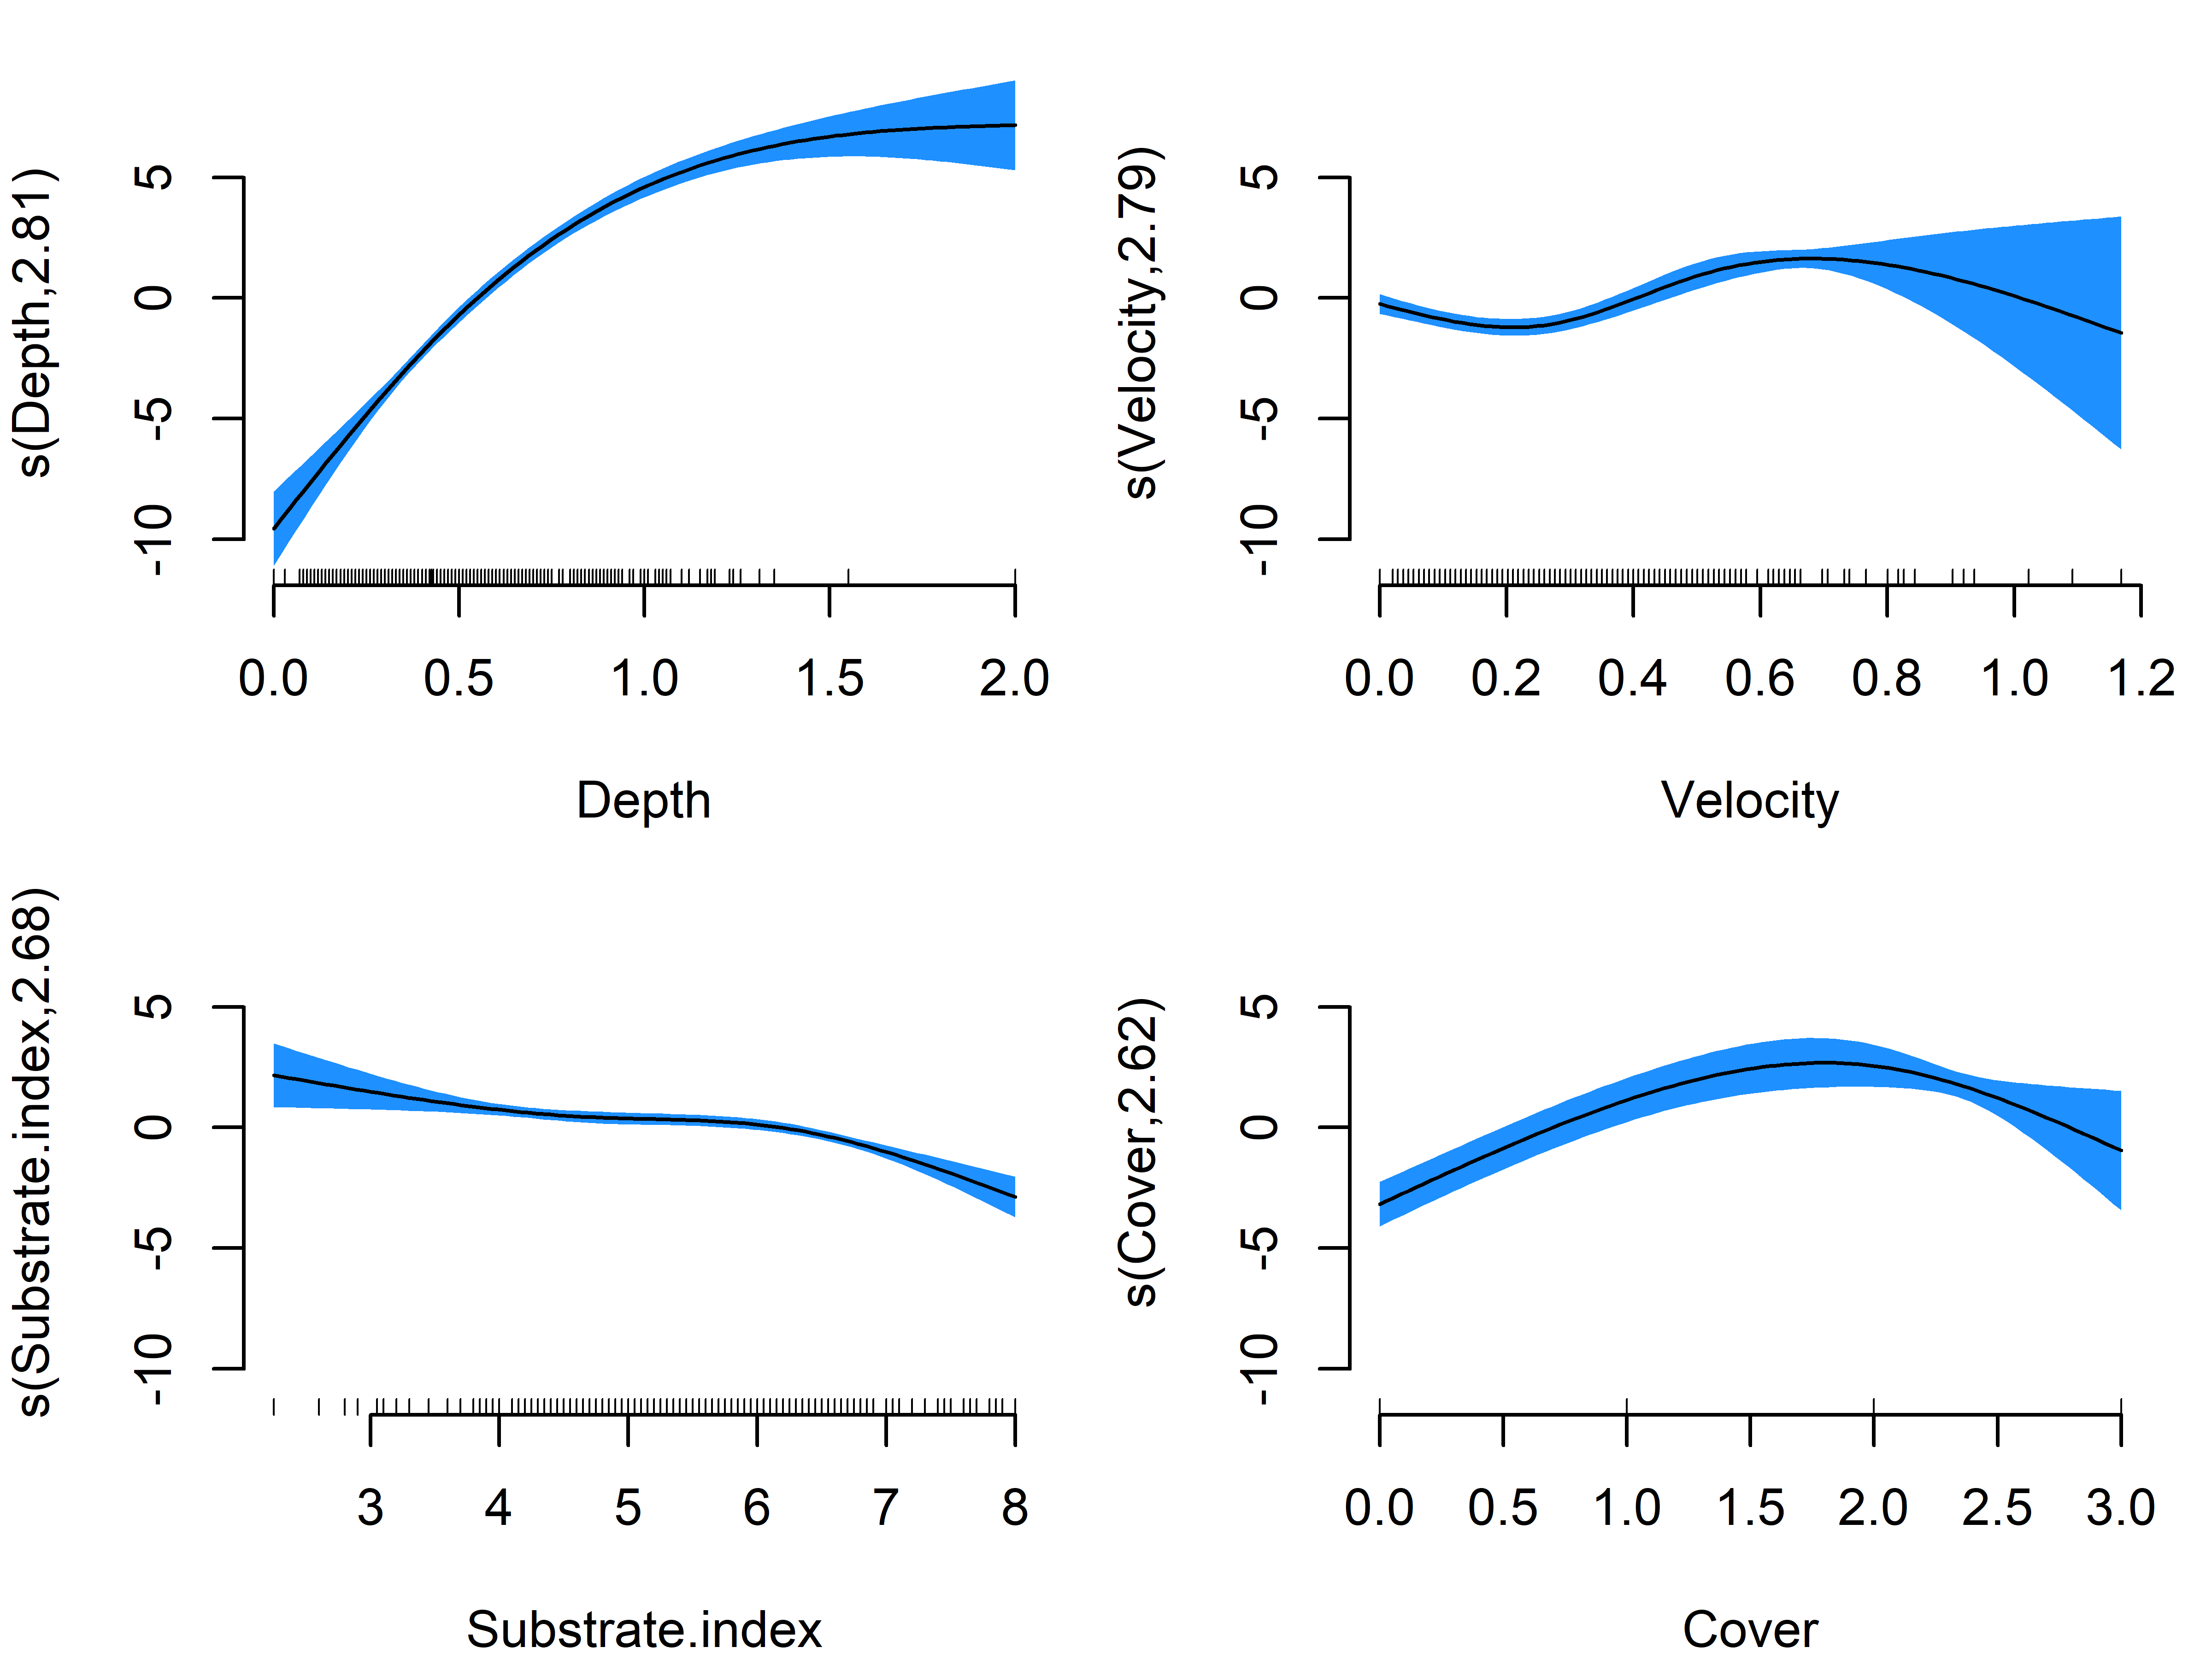 s(Depth,2.81)
5
0
-5
-10
0.0 0.5 1.0 1.5 2.0
Depth
s(Velocity,2.79)
5
0
-5
-10
0.0 0.2 0.4 0.6 0.8 1.0 1.2
Velocity
s(Substrate.index,2.68)
5
0
-5
-10
3 4 5 6 7 8
Substrate.index
s(Cover,2.62)
5
0
-5
-10
0.0 0.5 1.0 1.5 2.0 2.5 3.0
Cover